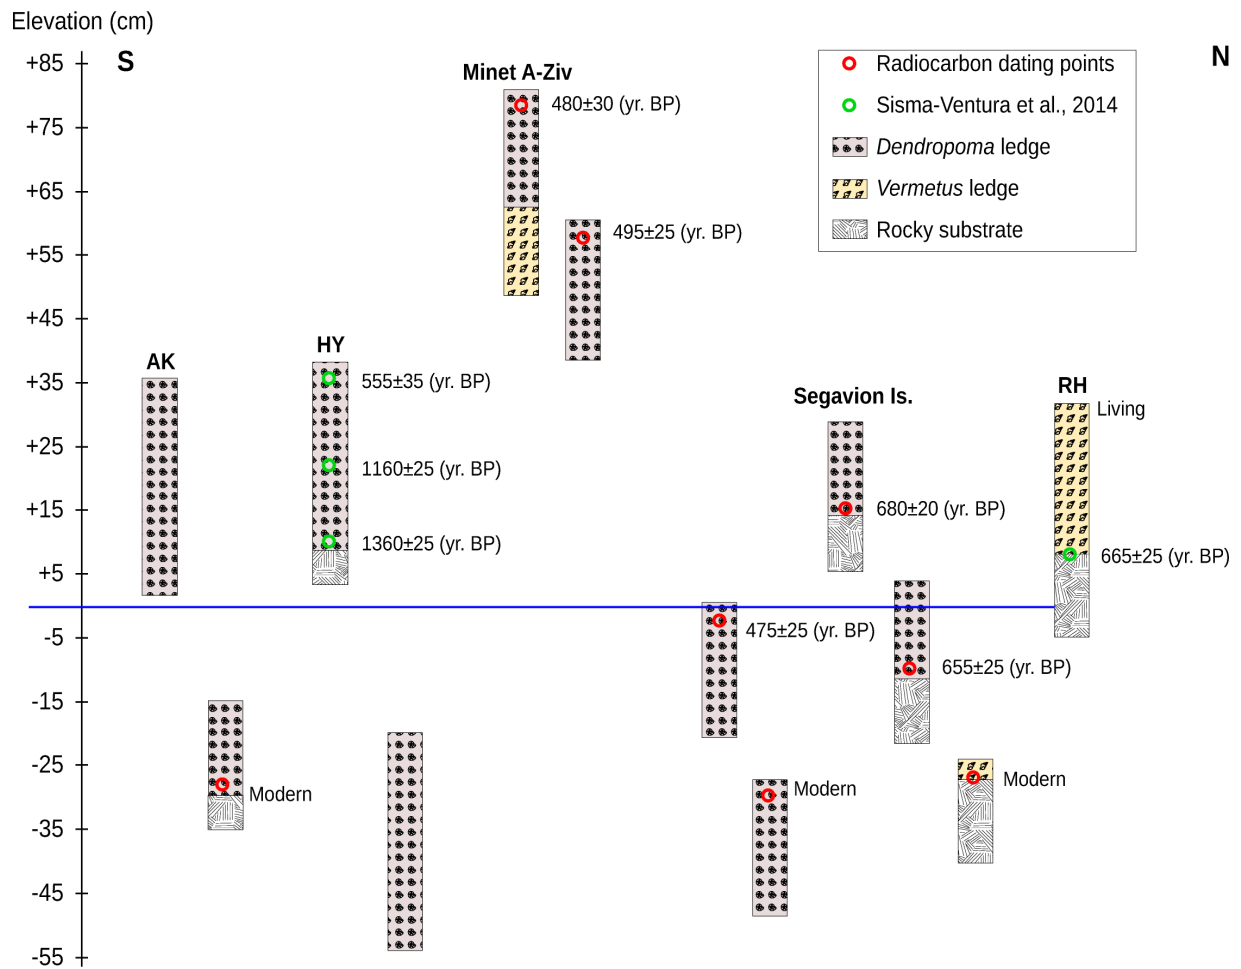 Elevation (cm)
S
N
+85
+75
+65
+55
+45
+35
+25
+15
+5
-5
-15
-25
-35
-45
-55
Radiocarbon dating points
Sisma-Ventura et al., 2014
Dendropoma ledge
Vermetus ledge
Rocky substrate
AK
Modern
HY
555±35 (yr. BP)
1160±25 (yr. BP)
1360±25 (yr. BP)
Minet A-Ziv
480±30 (yr. BP)
495±25 (yr. BP)
475±25 (yr. BP)
Modern
Segavion Is.
680±20 (yr. BP)
655±25 (yr. BP)
Modern
RH
Living
665±25 (yr. BP)